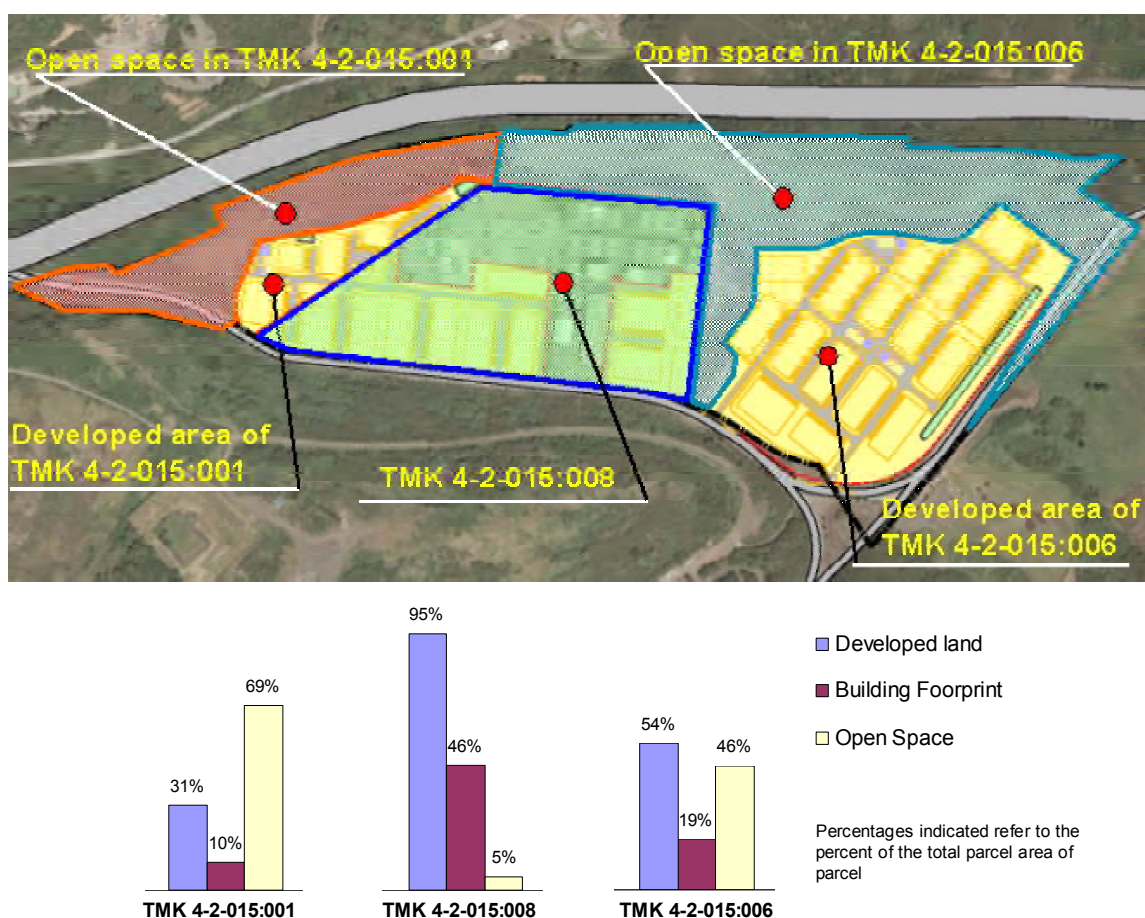 Open space in TMK 4-2-015:001
Open space in TMK 4-2-015:006
Developed area of
TMK 4-2-015:001
TMK 4-2-015:008
Developed area of
TMK 4-2-015:006
95%
69%
54%
46%
46%
31%
19%
10%
5%
Developed land
Building Foorprint
Open Space
Percentages indicated refer to the
percent of the total parcel area of
parcel
TMK 4-2-015:001
TMK 4-2-015:008
TMK 4-2-015:006